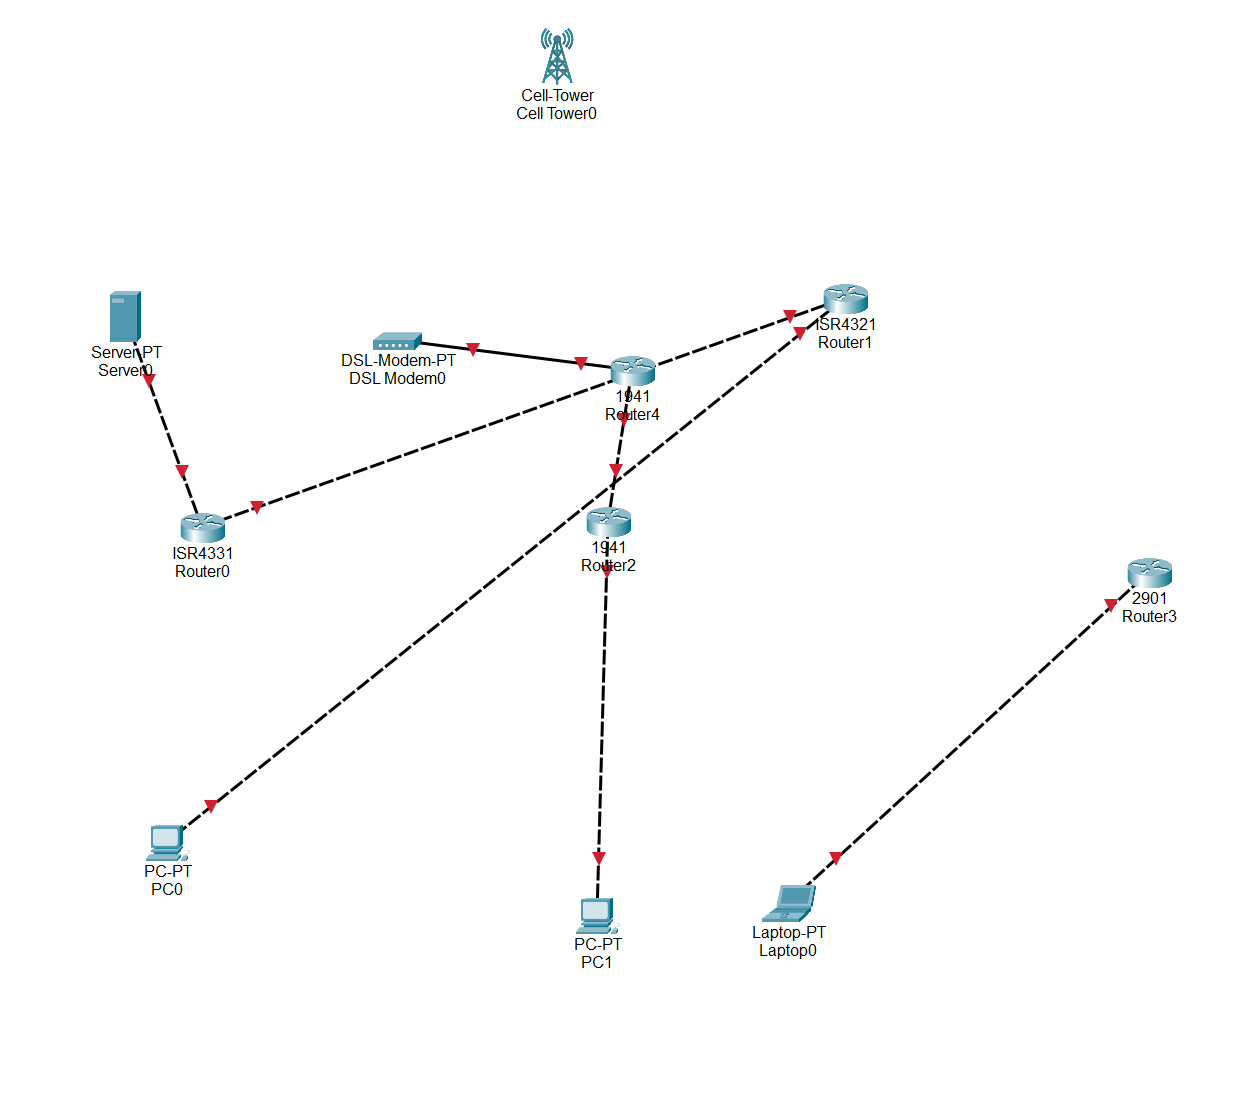 Cell-Tower
Cell Tower0
Server-PT
Server0
DSL-Modem-PT
DSL Modem0
1941
Router4
ISR4321
Router1
ISR4331
Router0
1941
Router2
2901
Router3
PC-PT
PC0
PC-PT
PC1
Laptop-PT
Laptop0